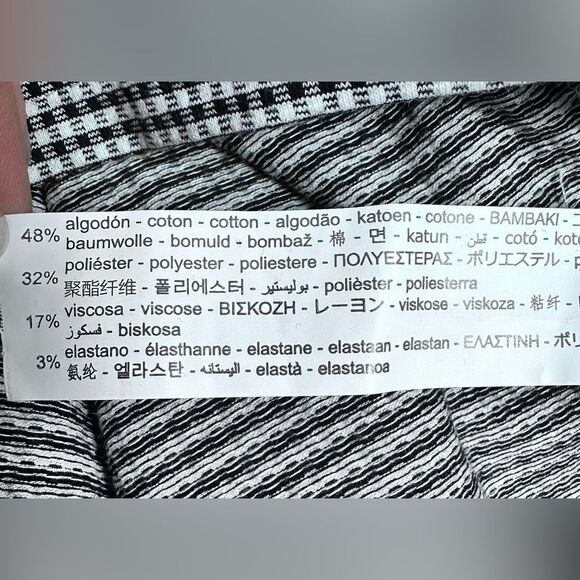 48% algodón - coton - cotton - algodão - katoen - cotone - BAMBAKI -
baumwolle - bomuld - bombaž - 棉 - 면 - katun - قطن - cotó -
32% poliéster - polyester - poliestere - ΠΟΛΥΕΣΤΕΡΑΣ - ポリエステル -
聚酯纤维 - 폴리에스터 - بوليستير - polièster - poliesterra
17% viscosa - viscose - ΒΙΣΚΟΖΗ - レーヨン - viskose - viskoza - 粘纤 -
فسكوز - biskosa
3% elastano - élasthanne - elastane - elastaan - elastan - ΕΛΑΣΤΙΝΗ -
氨纶 - 엘라스탄 - اليستانه - elastà - elastanoa